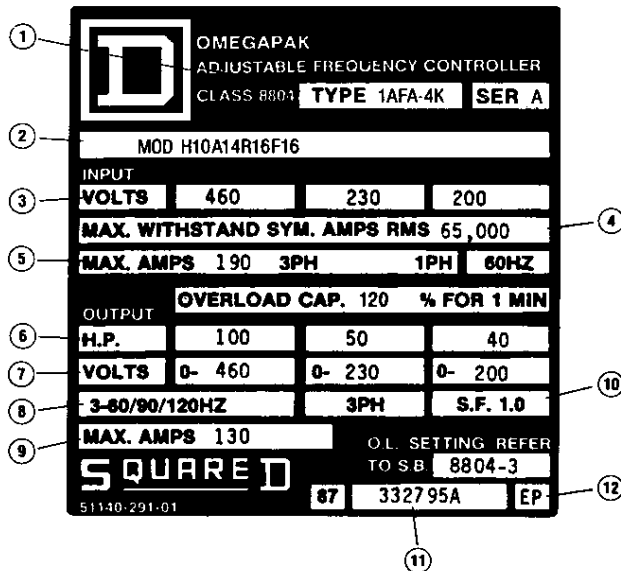 1
OMEGAPAK
ADJUSTABLE FREQUENCY CONTROLLER
CLASS 8804 TYPE 1AFA-4K SER A
2
MOD H10A14R16F16
INPUT
3
VOLTS 460 230 200
MAX. WITHSTAND SYM. AMPS RMS 65,000
4
5
MAX. AMPS 190 3PH 1PH 60HZ
OVERLOAD CAP. 120 % FOR 1 MIN
OUTPUT
6
H.P. 100 50 40
7
VOLTS 0- 460 0- 230 0- 200
10
8
3-60/90/120HZ 3PH S.F. 1.0
9
MAX. AMPS 130
O.L. SETTING REFER
TO S.B. 8804-3
SQUARE D
51140-291-01
87 332795A EP
12
11